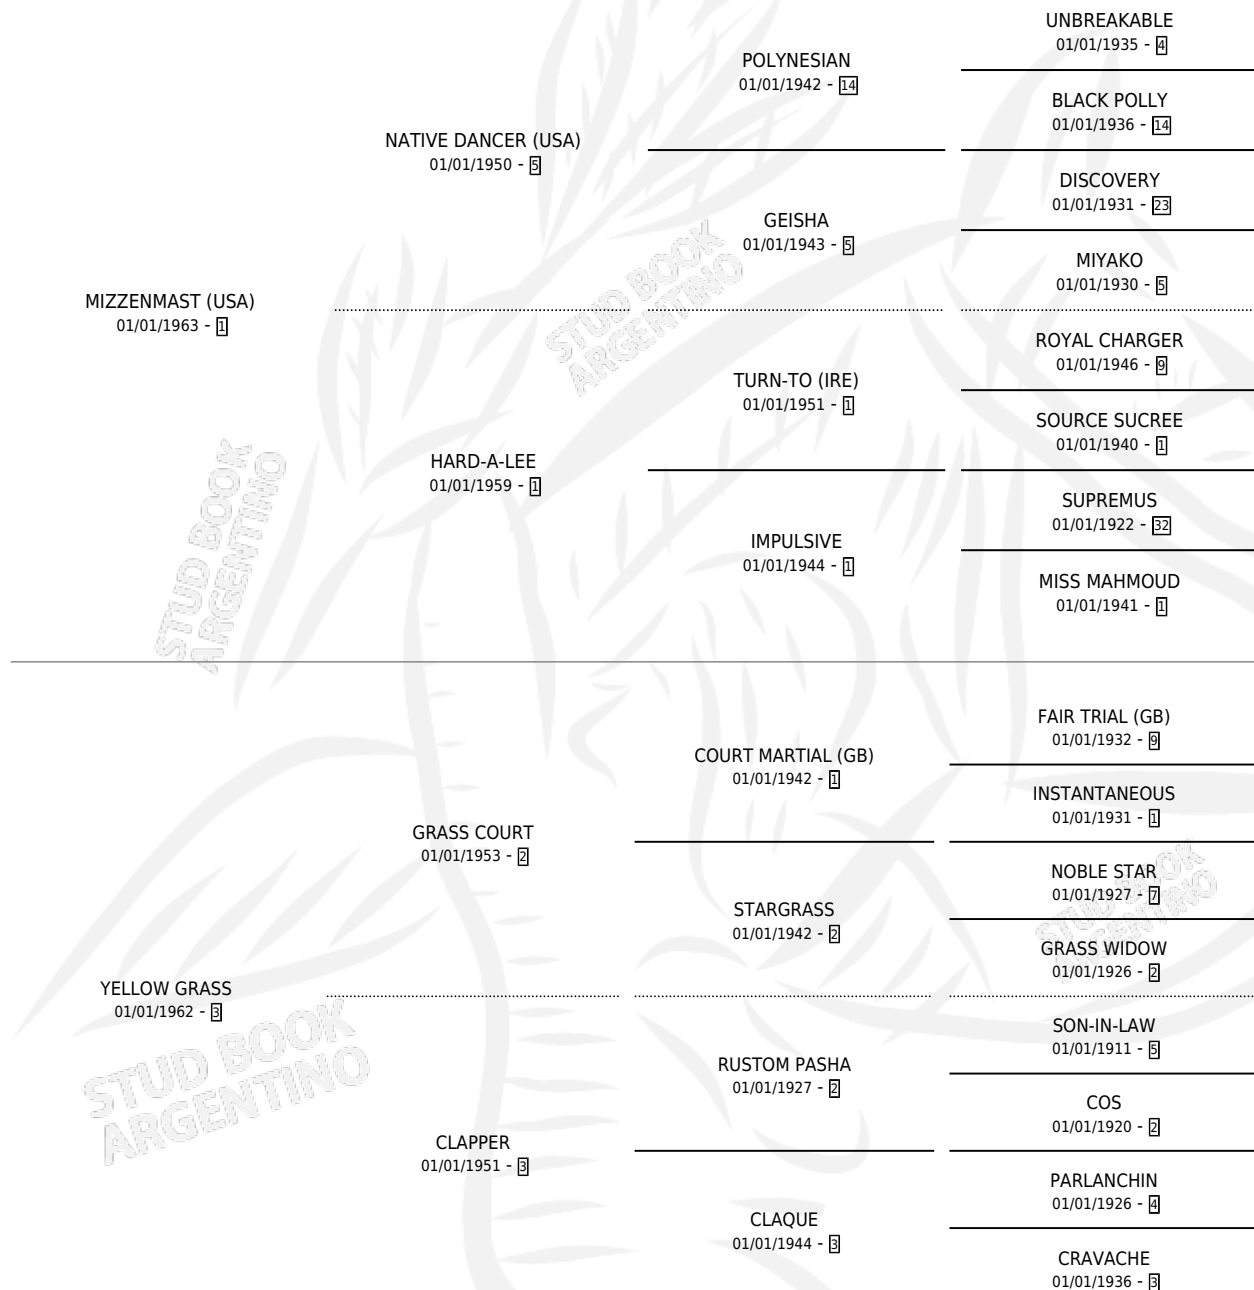 UNBREAKABLE
01/01/1935 - 4
POLYNESIAN
01/01/1942 - 14
BLACK POLLY
01/01/1936 - 14
NATIVE DANCER (USA)
01/01/1950 - 5
DISCOVERY
01/01/1931 - 23
GEISHA
01/01/1943 - 5
MIYAKO
01/01/1930 - 5
MIZZENMAST (USA)
01/01/1963 - 1
ROYAL CHARGER
01/01/1946 - 9
TURN-TO (IRE)
01/01/1951 - 1
SOURCE SUCREE
01/01/1940 - 1
HARD-A-LEE
01/01/1959 - 1
SUPREMUS
01/01/1922 - 32
IMPULSIVE
01/01/1944 - 1
MISS MAHMOUD
01/01/1941 - 1
FAIR TRIAL (GB)
01/01/1932 - 9
COURT MARTIAL (GB)
01/01/1942 - 1
INSTANTANEOUS
01/01/1931 - 1
GRASS COURT
01/01/1953 - 2
NOBLE STAR
01/01/1927 - 7
STARGRASS
01/01/1942 - 2
GRASS WIDOW
01/01/1926 - 2
YELLOW GRASS
01/01/1962 - 3
SON-IN-LAW
01/01/1911 - 5
RUSTOM PASHA
01/01/1927 - 2
COS
01/01/1920 - 2
CLAPPER
01/01/1951 - 3
PARLANCHIN
01/01/1926 - 4
CLAQUE
01/01/1944 - 3
CRAVACHE
01/01/1936 - 3
STUD BOOK
ARGENTINO
STUD BOOK
ARGENTINO
STUD BOOK
ARGENTINO
STUD BOOK
ARGENTINO